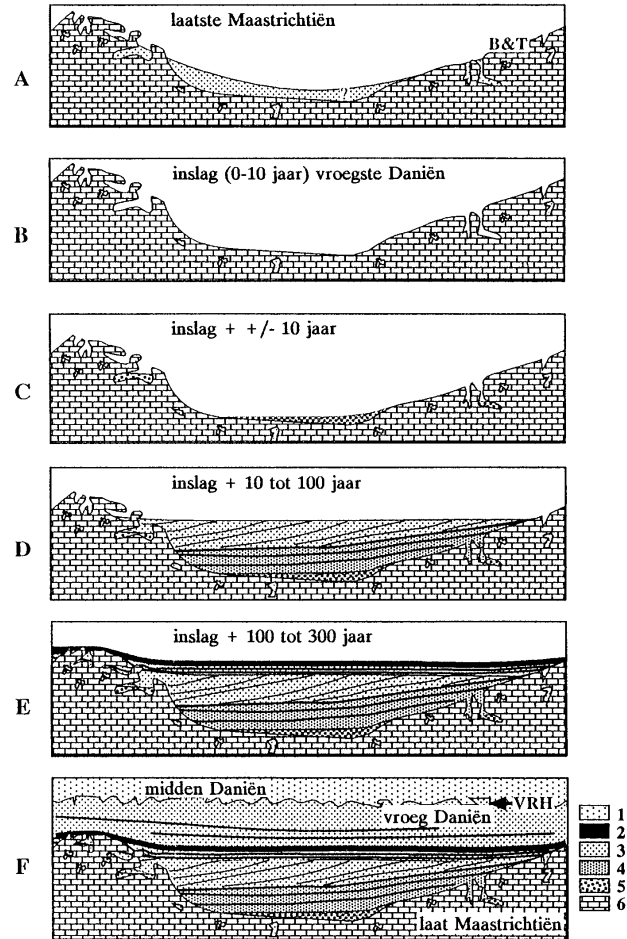 A
laatste Maastrichtiën
B&T
B
inslag (0-10 jaar) vroegste Daniën
C
inslag + +/- 10 jaar
D
inslag + 10 tot 100 jaar
E
inslag + 100 tot 300 jaar
F
midden Daniën
VRH
vroeg Daniën
laat Maastrichtiën
1
2
3
4
5
6